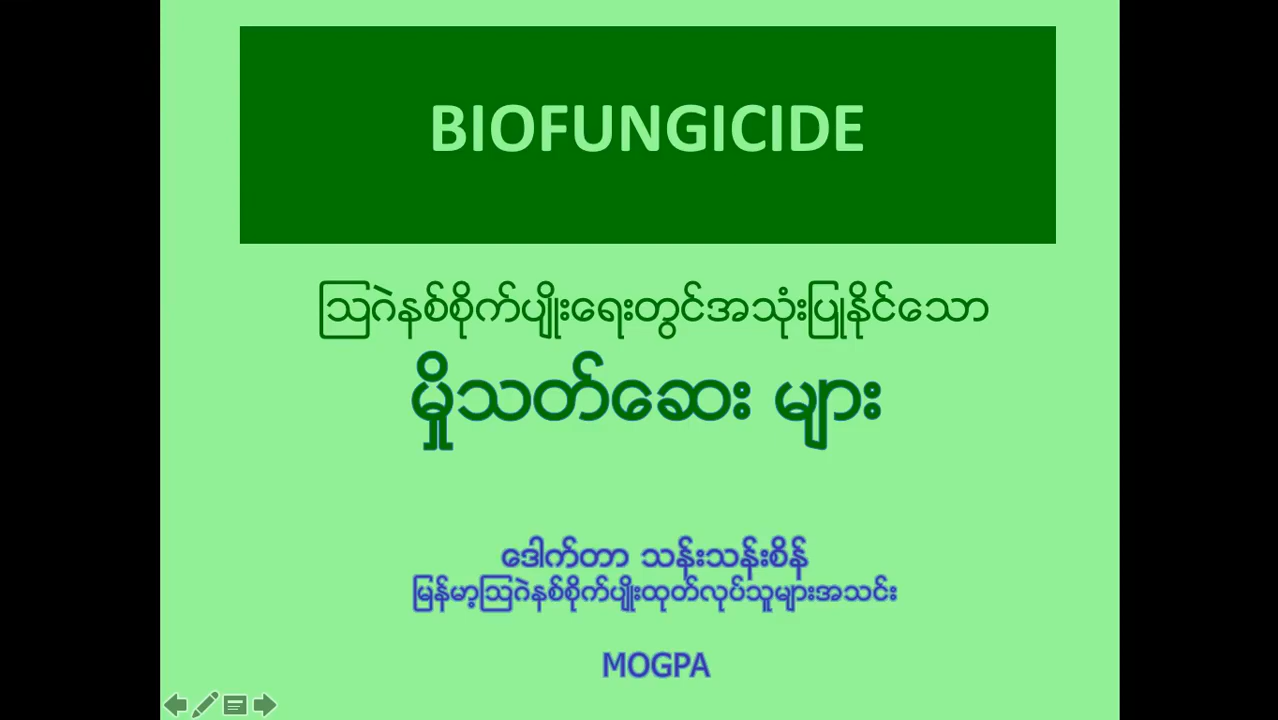 BIOFUNGICIDE
ဩဂဲနစ်စိုက်ပျိုးရေးတွင်အသုံးပြုနိုင်သော
မှိုသတ်ဆေး များ
ဒေါက်တာ သန်းသန်းစိန်
မြန်မာ့ဩဂဲနစ်စိုက်ပျိုးထုတ်လုပ်သူများအသင်း
MOGPA